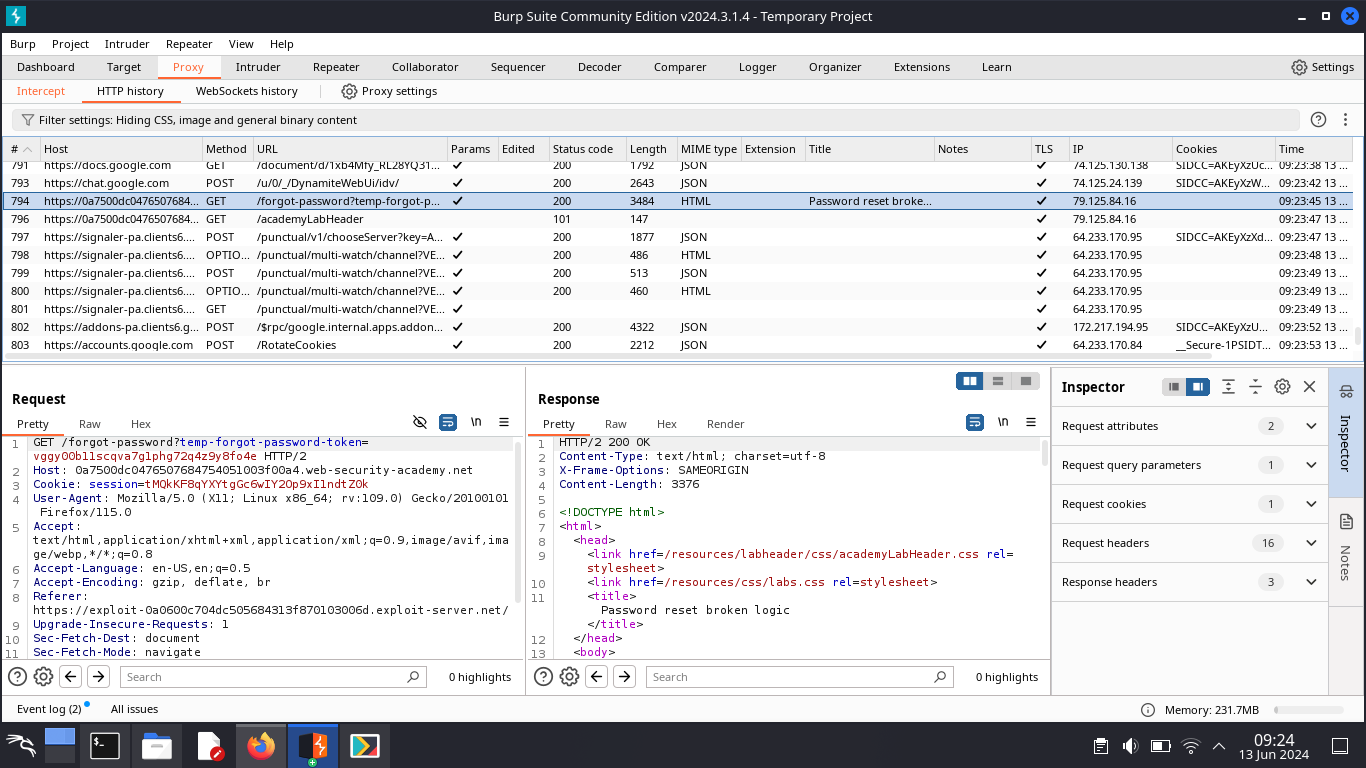 Burp Suite Community Edition v2024.3.1.4 - Temporary Project
Burp Project Intruder Repeater View Help
Dashboard Target Proxy Intruder Repeater Collaborator Sequencer Decoder Comparer Logger Organizer Extensions Learn Settings
Intercept HTTP history WebSockets history Proxy settings
Filter settings: Hiding CSS, image and general binary content
# Host Method URL Params Edited Status code Length MIME type Extension Title Notes TLS IP Cookies Time
791 https://docs.google.com GET /document/d/1xb4Mfy_RL28YQ31... ✓ 200 1792 JSON ✓ 74.125.130.138 SIDCC=AKEyXzUc... 09:23:38 13 ...
793 https://chat.google.com POST /u/0/_/DynamiteWebUi/idv/ ✓ 200 2643 JSON ✓ 74.125.24.139 SIDCC=AKEyXzW... 09:23:42 13 ...
794 https://0a7500dc0476507684... GET /forgot-password?temp-forgot-p... ✓ 200 3484 HTML Password reset broke... ✓ 79.125.84.16 09:23:45 13 ...
796 https://0a7500dc0476507684... GET /academyLabHeader 101 147 ✓ 79.125.84.16 09:23:47 13 ...
797 https://signaler-pa.clients6.... POST /punctual/v1/chooseServer?key=A... ✓ 200 1877 JSON ✓ 64.233.170.95 SIDCC=AKEyXzXd... 09:23:47 13 ...
798 https://signaler-pa.clients6.... OPTIO... /punctual/multi-watch/channel?VE... ✓ 200 486 HTML ✓ 64.233.170.95 09:23:48 13 ...
799 https://signaler-pa.clients6.... POST /punctual/multi-watch/channel?VE... ✓ 200 513 JSON ✓ 64.233.170.95 09:23:49 13 ...
800 https://signaler-pa.clients6.... OPTIO... /punctual/multi-watch/channel?VE... ✓ 200 460 HTML ✓ 64.233.170.95 09:23:49 13 ...
801 https://signaler-pa.clients6.... GET /punctual/multi-watch/channel?VE... ✓ ✓ 64.233.170.95 09:23:49 13 ...
802 https://addons-pa.clients6.g... POST /$rpc/google.internal.apps.addon... ✓ 200 4322 JSON ✓ 172.217.194.95 SIDCC=AKEyXzU... 09:23:52 13 ...
803 https://accounts.google.com POST /RotateCookies ✓ 200 2212 JSON ✓ 64.233.170.84 __Secure-1PSIDT... 09:23:53 13 ...
Request
Pretty Raw Hex \n
1 GET /forgot-password?temp-forgot-password-token=
vggy00bl1scqva7glphg72q4z9y8fo4e HTTP/2
2 Host: 0a7500dc0476507684754051003f00a4.web-security-academy.net
3 Cookie: session=tMQkKF8qYXYtgGc6wIY2Op9xI1ndtZ0k
4 User-Agent: Mozilla/5.0 (X11; Linux x86_64; rv:109.0) Gecko/20100101
Firefox/115.0
5 Accept:
text/html,application/xhtml+xml,application/xml;q=0.9,image/avif,ima
ge/webp,*/*;q=0.8
6 Accept-Language: en-US,en;q=0.5
7 Accept-Encoding: gzip, deflate, br
8 Referer:
https://exploit-0a0600c704dc505684313f870103006d.exploit-server.net/
9 Upgrade-Insecure-Requests: 1
10 Sec-Fetch-Dest: document
11 Sec-Fetch-Mode: navigate
Search 0 highlights
Response
Pretty Raw Hex Render \n
1 HTTP/2 200 OK
2 Content-Type: text/html; charset=utf-8
3 X-Frame-Options: SAMEORIGIN
4 Content-Length: 3376
5
6 <!DOCTYPE html>
7 <html>
8 <head>
9 <link href=/resources/labheader/css/academyLabHeader.css rel=
stylesheet>
10 <link href=/resources/css/labs.css rel=stylesheet>
11 <title>
Password reset broken logic
</title>
12 </head>
13 <body>
Search 0 highlights
Inspector
Request attributes 2
Request query parameters 1
Request cookies 1
Request headers 16
Response headers 3
Inspector
Notes
Event log (2) All issues Memory: 231.7MB
09:24
13 Jun 2024